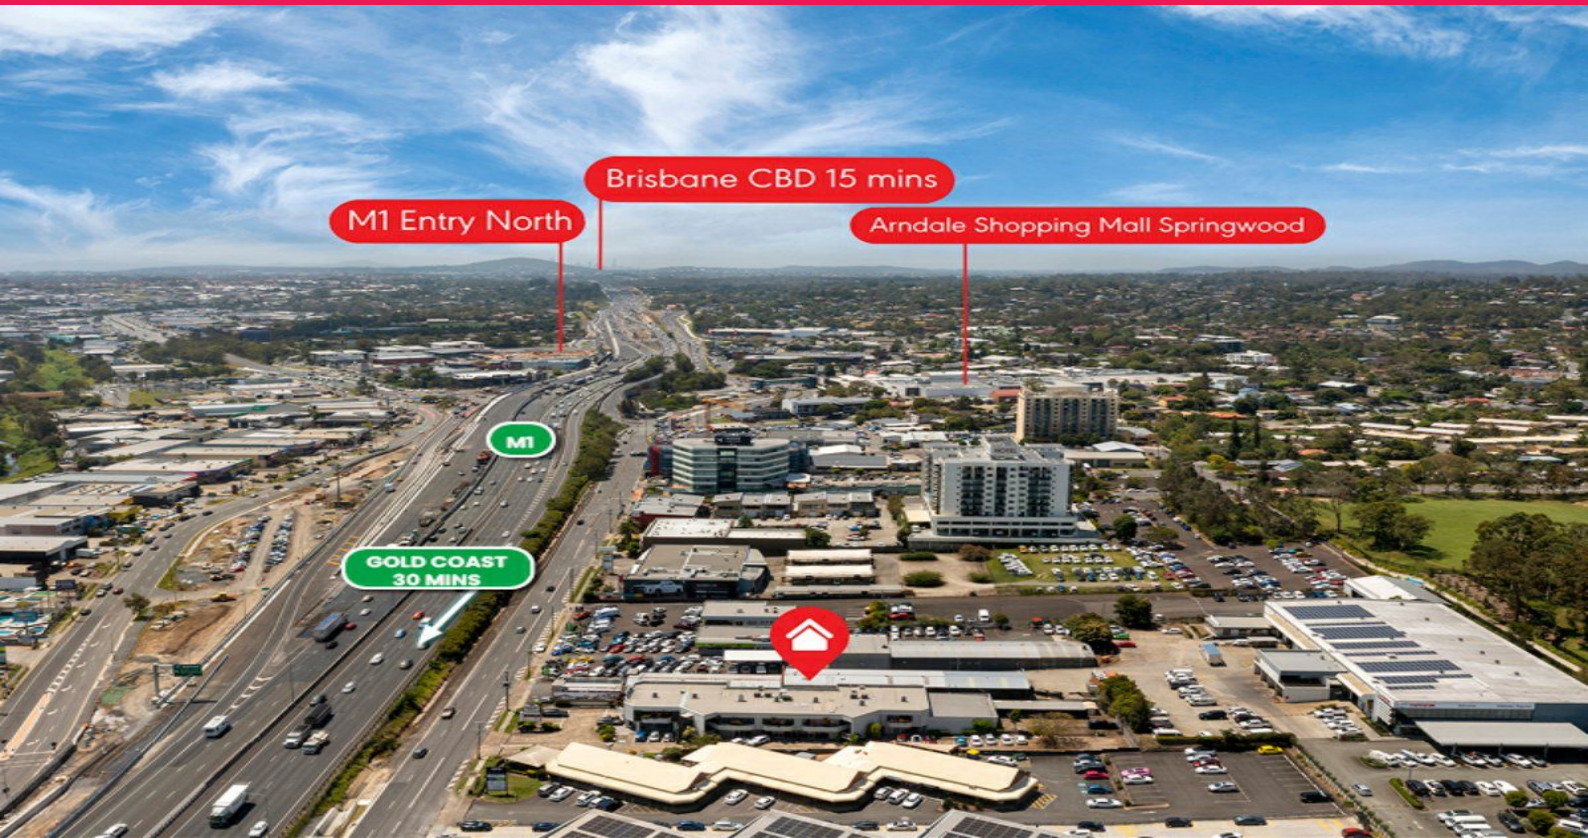 Brisbane CBD 15 mins
M1 Entry North
Arndale Shopping Mall Springwood
M1
GOLD COAST
30 MINS